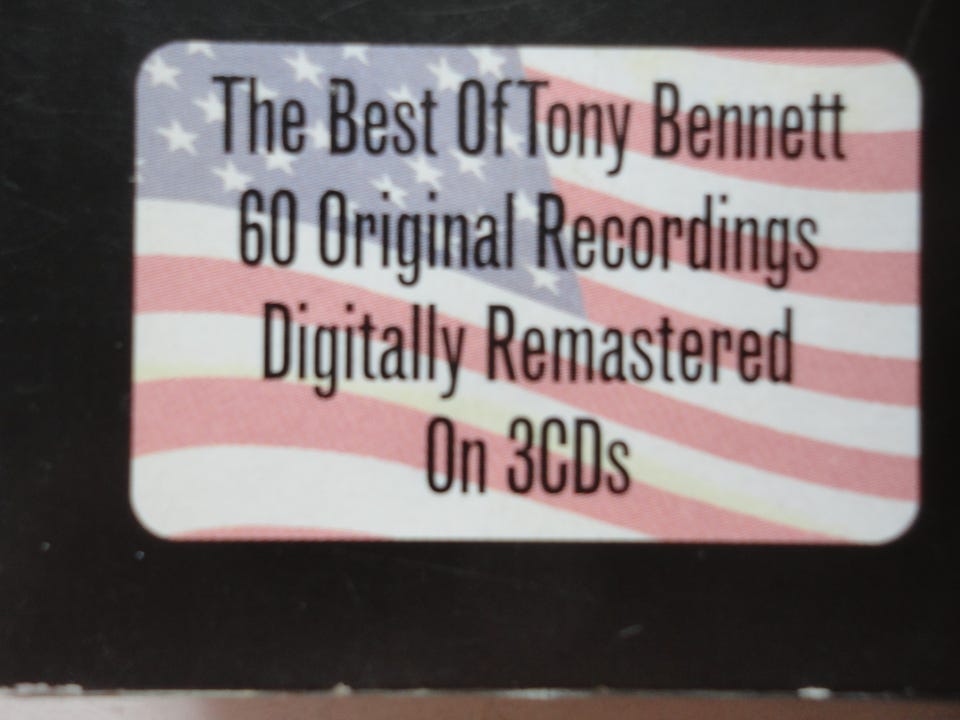 The Best Of Tony Bennett
60 Original Recordings
Digitally Remastered
On 3CDs